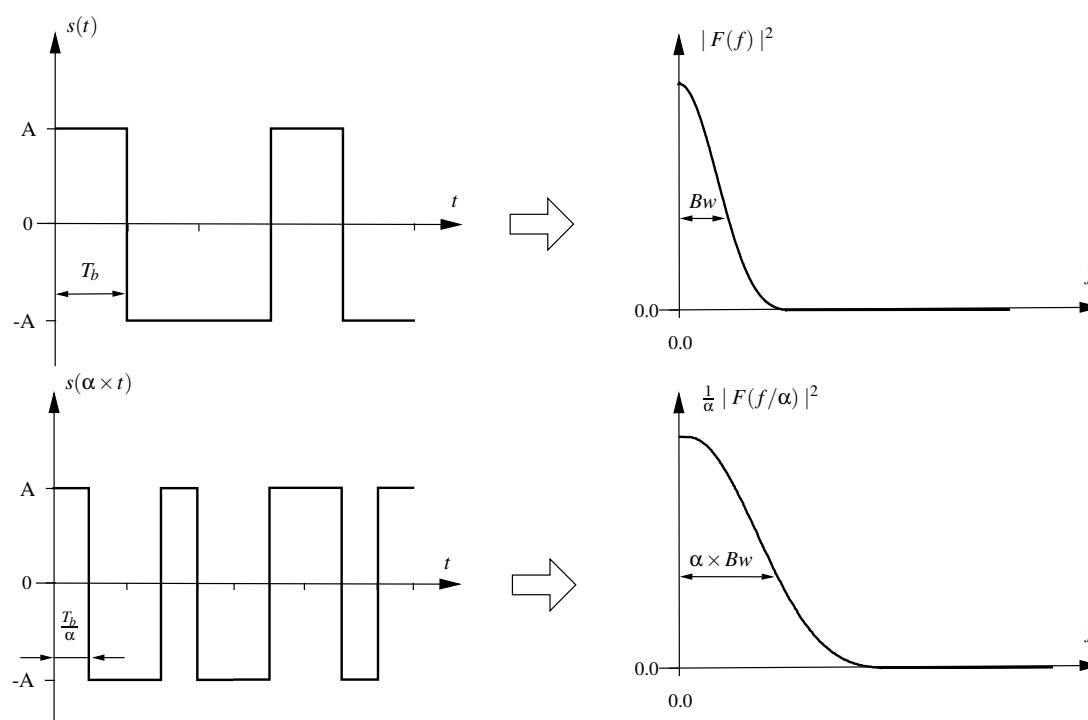 s(t)
A
0
-A
t
T_b
| F(f) |^2
Bw
0.0
0.0
s(α × t)
A
0
-A
t
T_b/α
1/α | F(f/α) |^2
α × Bw
0.0
0.0